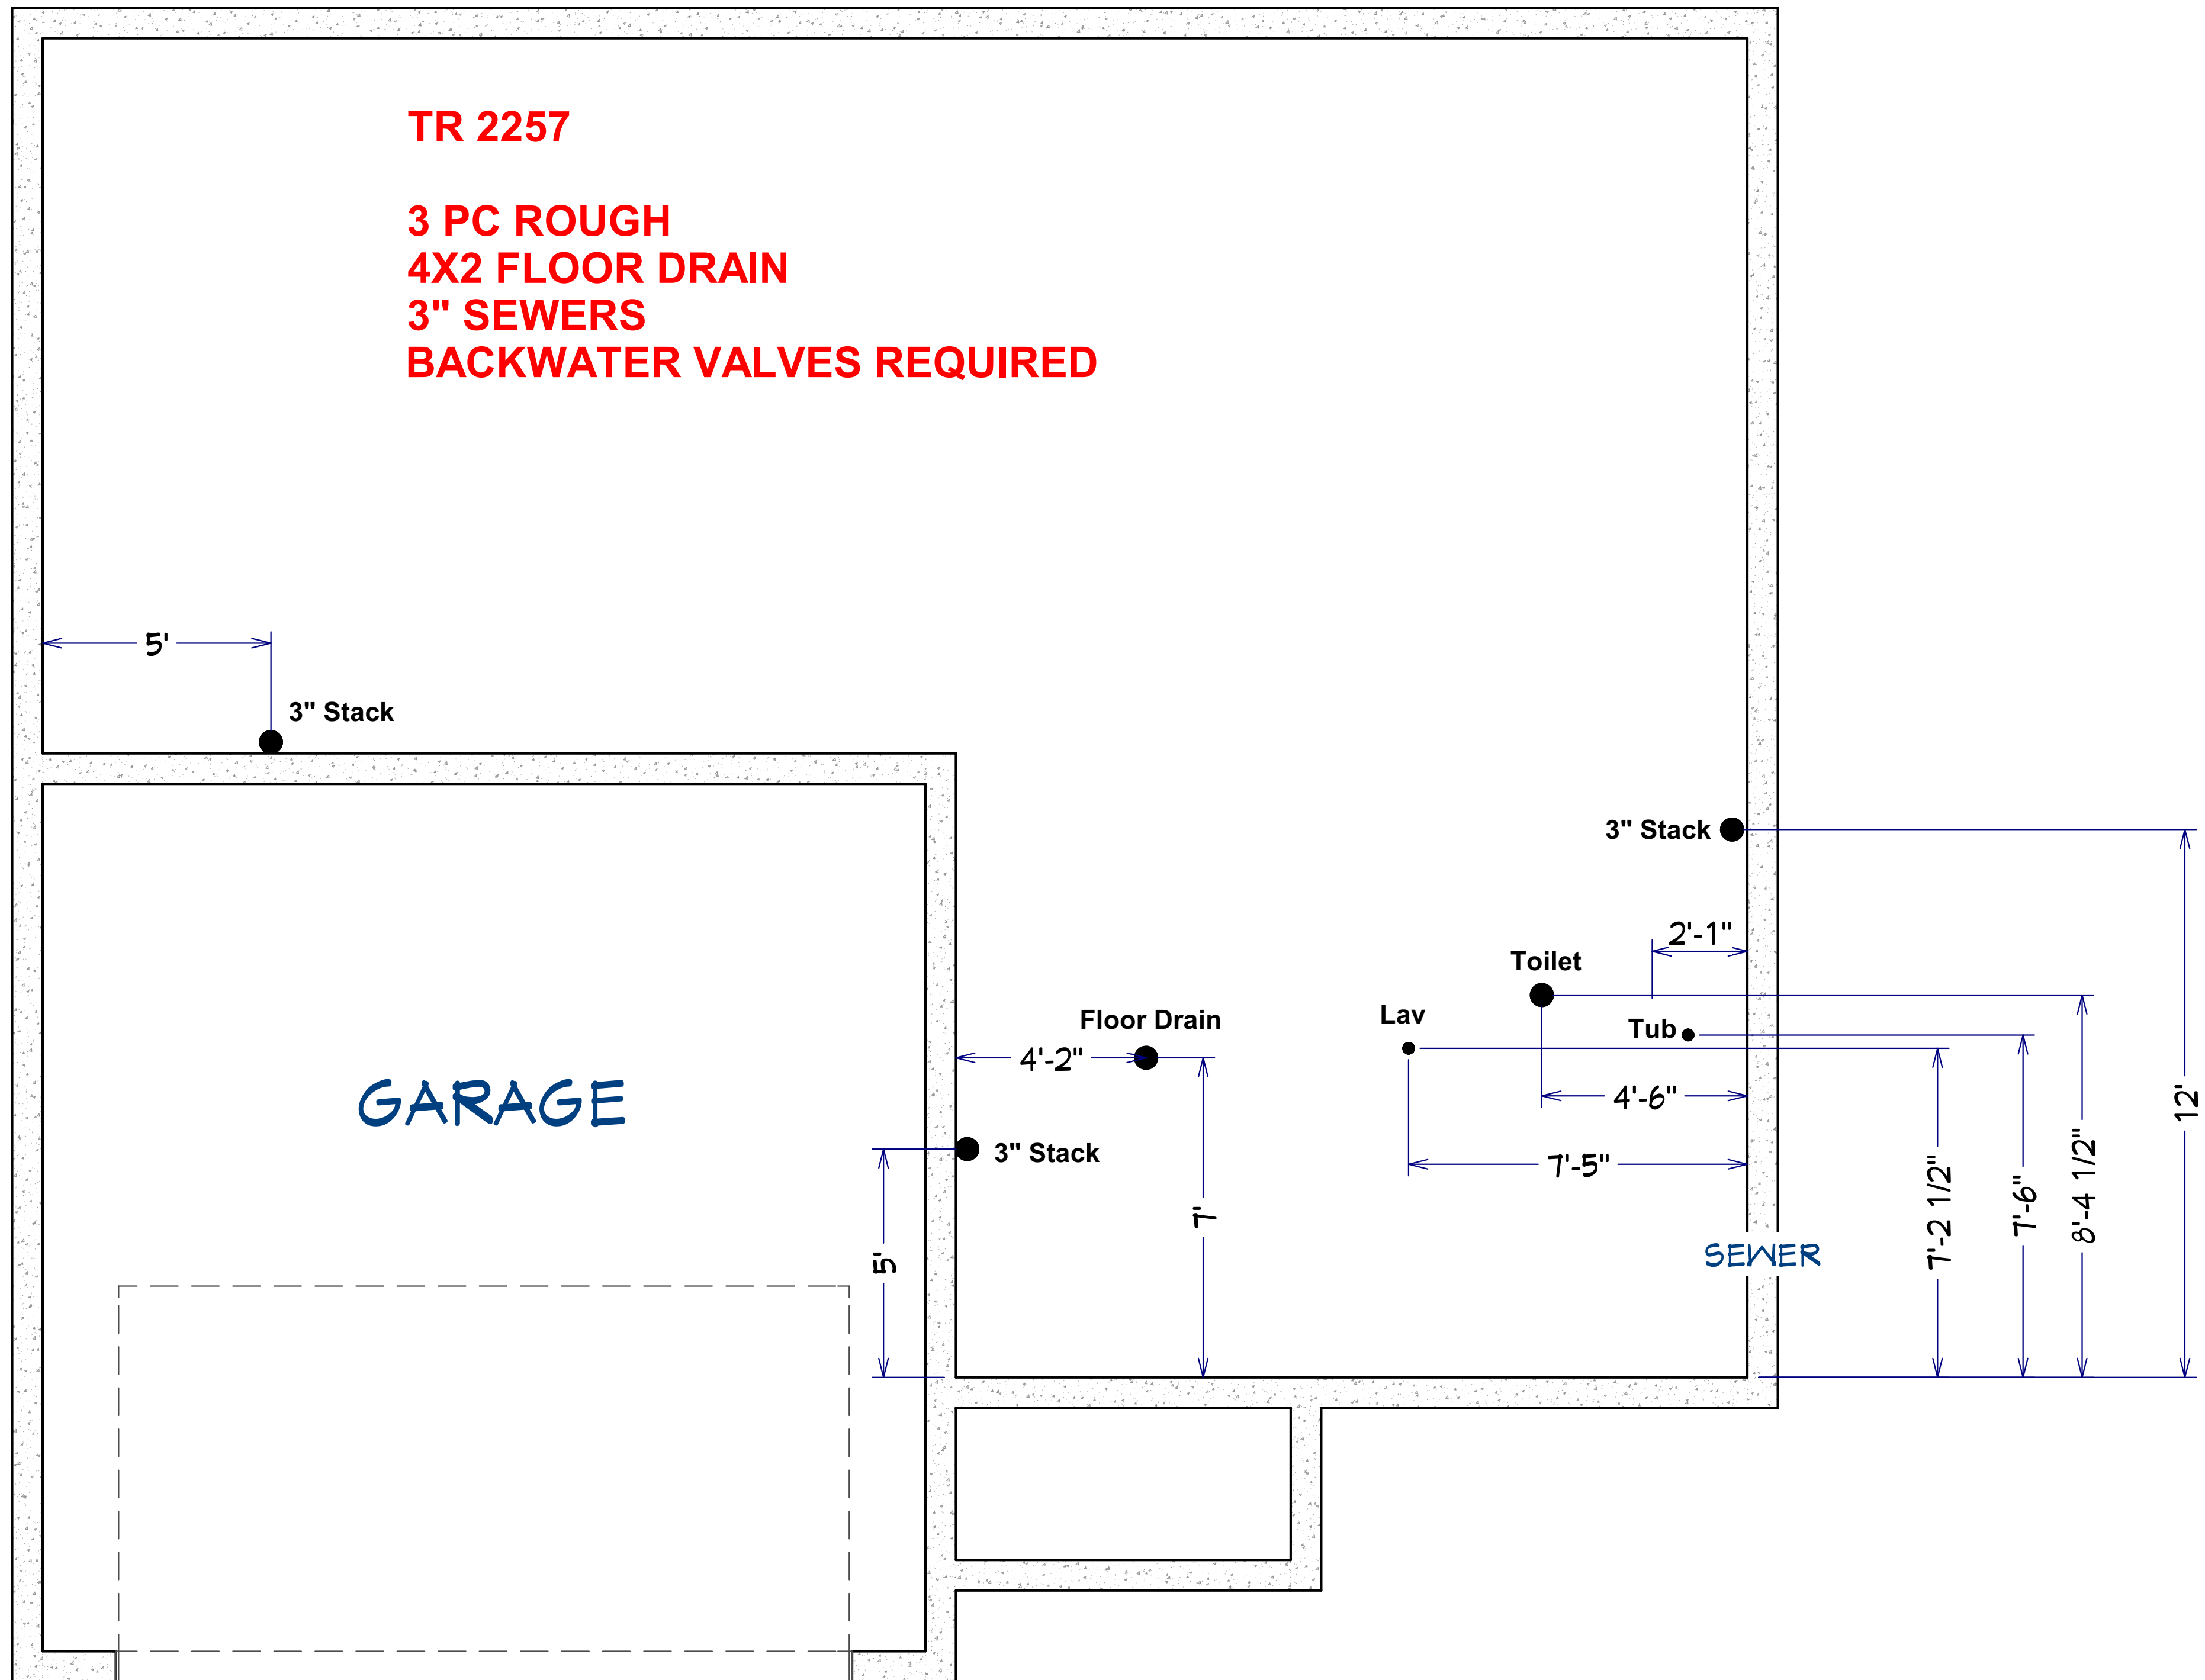 TR 2257
3 PC ROUGH
4X2 FLOOR DRAIN
3" SEWERS
BACKWATER VALVES REQUIRED
5'
3" Stack
3" Stack
2'-1"
Toilet
Lav
Floor Drain
Tub
4'-2"
4'-6"
12'
GARAGE
3" Stack
7'-5"
7'
7'-2 1/2"
7'-6"
8'-4 1/2"
5'
SEWER